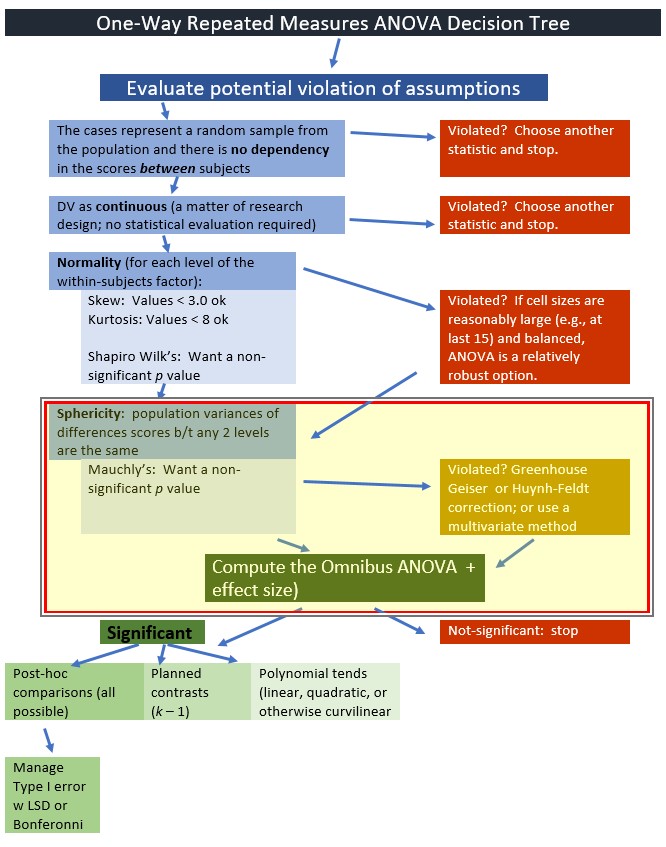 One-Way Repeated Measures ANOVA Decision Tree
Evaluate potential violation of assumptions
The cases represent a random sample from
the population and there is no dependency
in the scores between subjects
Violated?  Choose another
statistic and stop.
DV as continuous (a matter of research
design; no statistical evaluation required)
Violated?  Choose another
statistic and stop.
Normality (for each level of the
within-subjects factor):
Skew:  Values < 3.0 ok
Kurtosis: Values < 8 ok
Shapiro Wilk's:  Want a non-
significant p value
Violated?  If cell sizes are
reasonably large (e.g., at
last 15) and balanced,
ANOVA is a relatively
robust option.
Sphericity:  population variances of
differences scores b/t any 2 levels
are the same
Mauchly's:  Want a non-
significant p value
Violated? Greenhouse
Geiser  or Huynh-Feldt
correction; or use a
multivariate method
Compute the Omnibus ANOVA  +
effect size)
Significant
Not-significant:  stop
Post-hoc
comparisons (all
possible)
Planned
contrasts
(k – 1)
Polynomial tends
(linear, quadratic, or
otherwise curvilinear
Manage
Type I error
w LSD or
Bonferonni